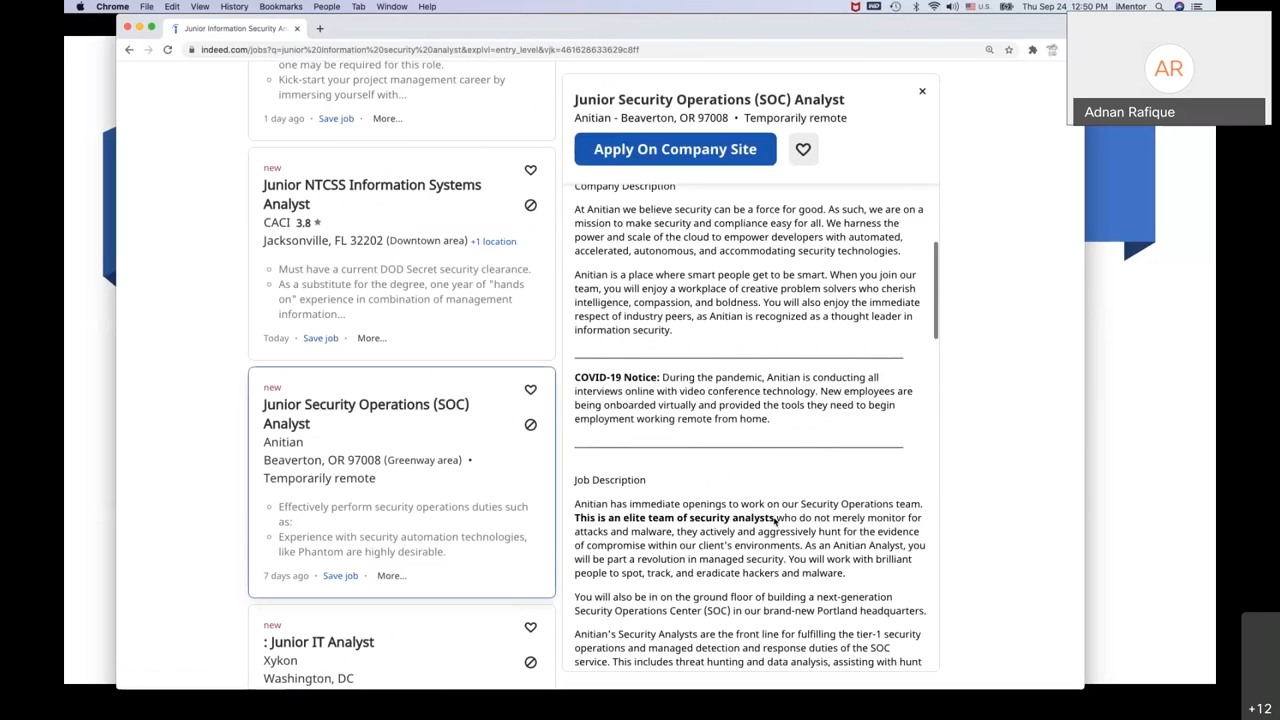 Chrome File Edit View History Bookmarks People Tab Window Help
U.S. Thu Sep 24 12:50 PM iMentor
Junior Information Security An
indeed.com/jobs?q=junior%20information%20security%20analyst&explvl=entry_level&vjk=461628633629c8ff
AR
Adnan Rafique
one may be required for this role.
Kick-start your project management career by
immersing yourself with...
1 day ago · Save job · More...
new
Junior NTCSS Information Systems
Analyst
CACI 3.8 ★
Jacksonville, FL 32202 (Downtown area) +1 location
Must have a current DOD Secret security clearance.
As a substitute for the degree, one year of "hands
on" experience in combination of management
information...
Today · Save job · More...
new
Junior Security Operations (SOC)
Analyst
Anitian
Beaverton, OR 97008 (Greenway area) •
Temporarily remote
Effectively perform security operations duties such
as:
Experience with security automation technologies,
like Phantom are highly desirable.
7 days ago · Save job · More...
new
: Junior IT Analyst
Xykon
Washington, DC
Junior Security Operations (SOC) Analyst
Anitian - Beaverton, OR 97008 • Temporarily remote
Apply On Company Site
Company Description
At Anitian we believe security can be a force for good. As such, we are on a
mission to make security and compliance easy for all. We harness the
power and scale of the cloud to empower developers with automated,
accelerated, autonomous, and accommodating security technologies.
Anitian is a place where smart people get to be smart. When you join our
team, you will enjoy a workplace of creative problem solvers who cherish
intelligence, compassion, and boldness. You will also enjoy the immediate
respect of industry peers, as Anitian is recognized as a thought leader in
information security.
COVID-19 Notice: During the pandemic, Anitian is conducting all
interviews online with video conference technology. New employees are
being onboarded virtually and provided the tools they need to begin
employment working remote from home.
Job Description
Anitian has immediate openings to work on our Security Operations team.
This is an elite team of security analysts who do not merely monitor for
attacks and malware, they actively and aggressively hunt for the evidence
of compromise within our client's environments. As an Anitian Analyst, you
will be part a revolution in managed security. You will work with brilliant
people to spot, track, and eradicate hackers and malware.
You will also be in on the ground floor of building a next-generation
Security Operations Center (SOC) in our brand-new Portland headquarters.
Anitian's Security Analysts are the front line for fulfilling the tier-1 security
operations and managed detection and response duties of the SOC
service. This includes threat hunting and data analysis, assisting with hunt
+12